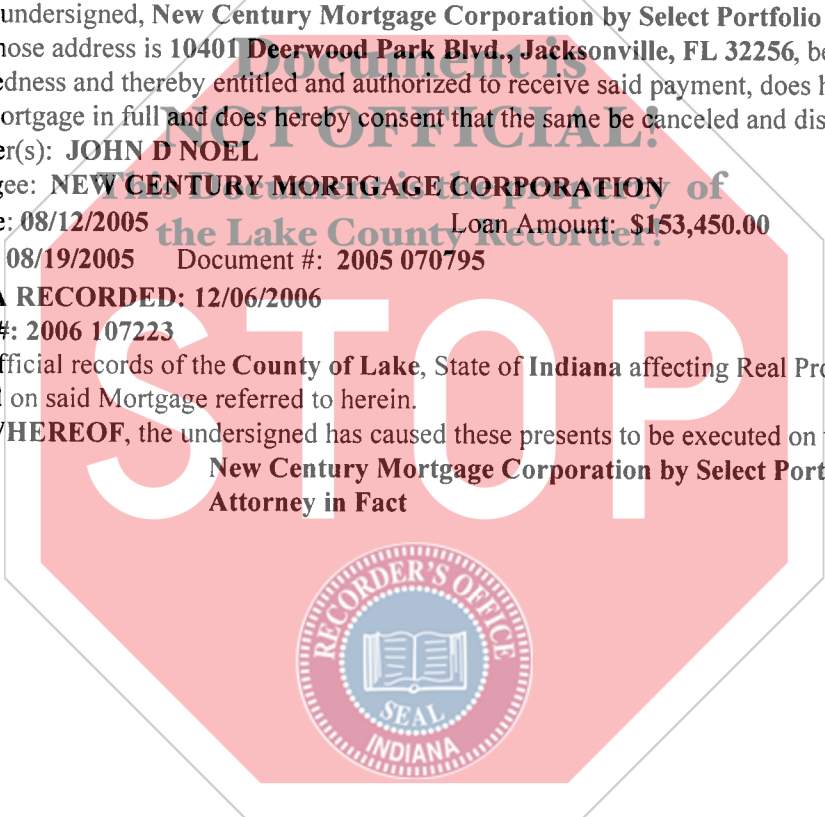 undersigned, New Century Mortgage Corporation by Select Portfolio
hose address is 10401 Deerwood Park Blvd., Jacksonville, FL 32256, be
Document is
edness and thereby entitled and authorized to receive said payment, does h
ortgage in full and does hereby consent that the same be canceled and dis
NOT OFFICIAL!
er(s): JOHN D NOEL
gee: NEW CENTURY MORTGAGE CORPORATION
This Document is the property of
e: 08/12/2005 Loan Amount: $153,450.00
the Lake County Recorder!
08/19/2005 Document #: 2005 070795
A RECORDED: 12/06/2006
#: 2006 107223
fficial records of the County of Lake, State of Indiana affecting Real Pro
on said Mortgage referred to herein.
HEREOF, the undersigned has caused these presents to be executed on
New Century Mortgage Corporation by Select Port
Attorney in Fact
STOP
RECORDER'S OFFICE
SEAL
INDIANA